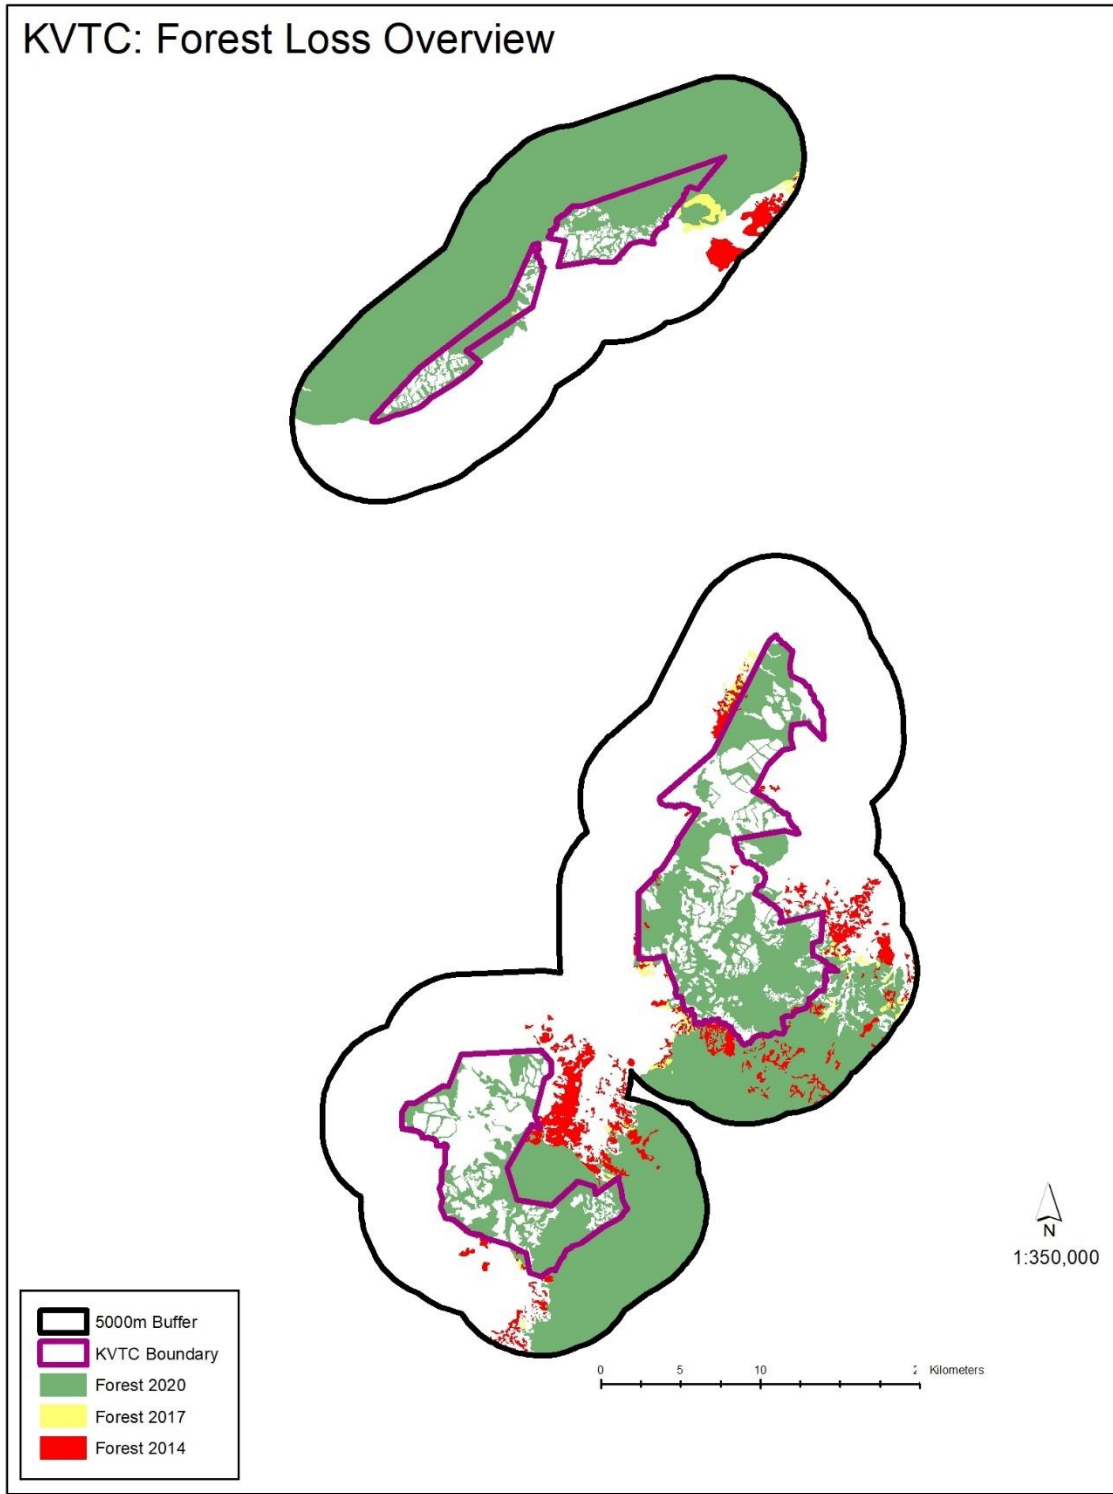 KVTC: Forest Loss Overview
N
1:350,000
5000m Buffer
KVTC Boundary
Forest 2020
Forest 2017
Forest 2014
0 5 10 2 Kilometers